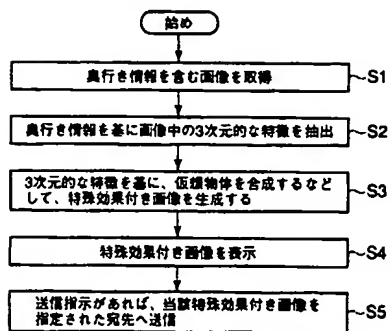 始め
奥行き情報を含む画像を取得
S1
奥行き情報を基に画像中の3次元的な特徴を抽出
S2
3次元的な特徴を基に、仮想物体を合成するなど
して、特殊効果付き画像を生成する
S3
特殊効果付き画像を表示
S4
送信指示があれば、当該特殊効果付き画像を
指定された宛先へ送信
S5